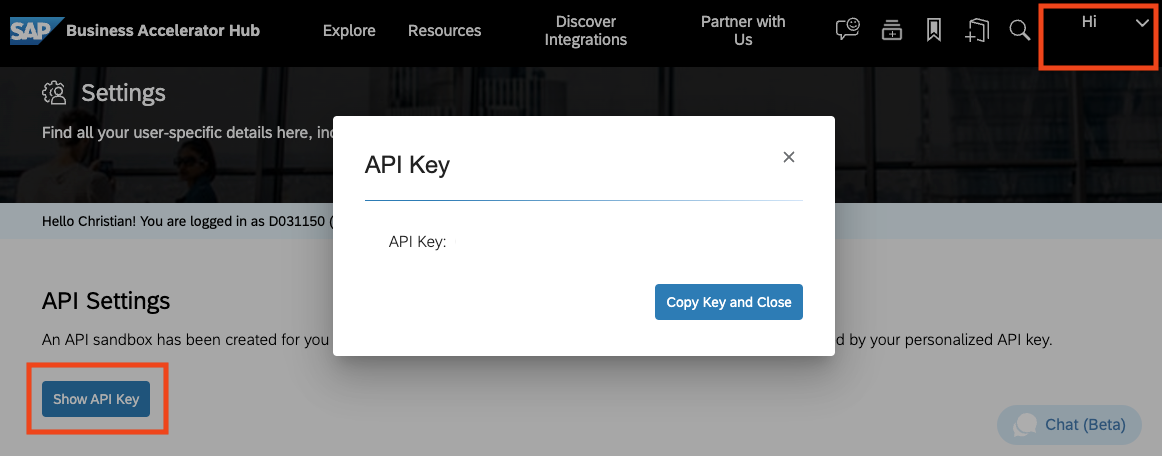 SAP Business Accelerator Hub
Explore
Resources
Discover
Integrations
Partner with
Us
Hi
Settings
Find all your user-specific details here, inc
Hello Christian! You are logged in as D031150 (
API Key
API Key:
Copy Key and Close
API Settings
An API sandbox has been created for you
d by your personalized API key.
Show API Key
Chat (Beta)